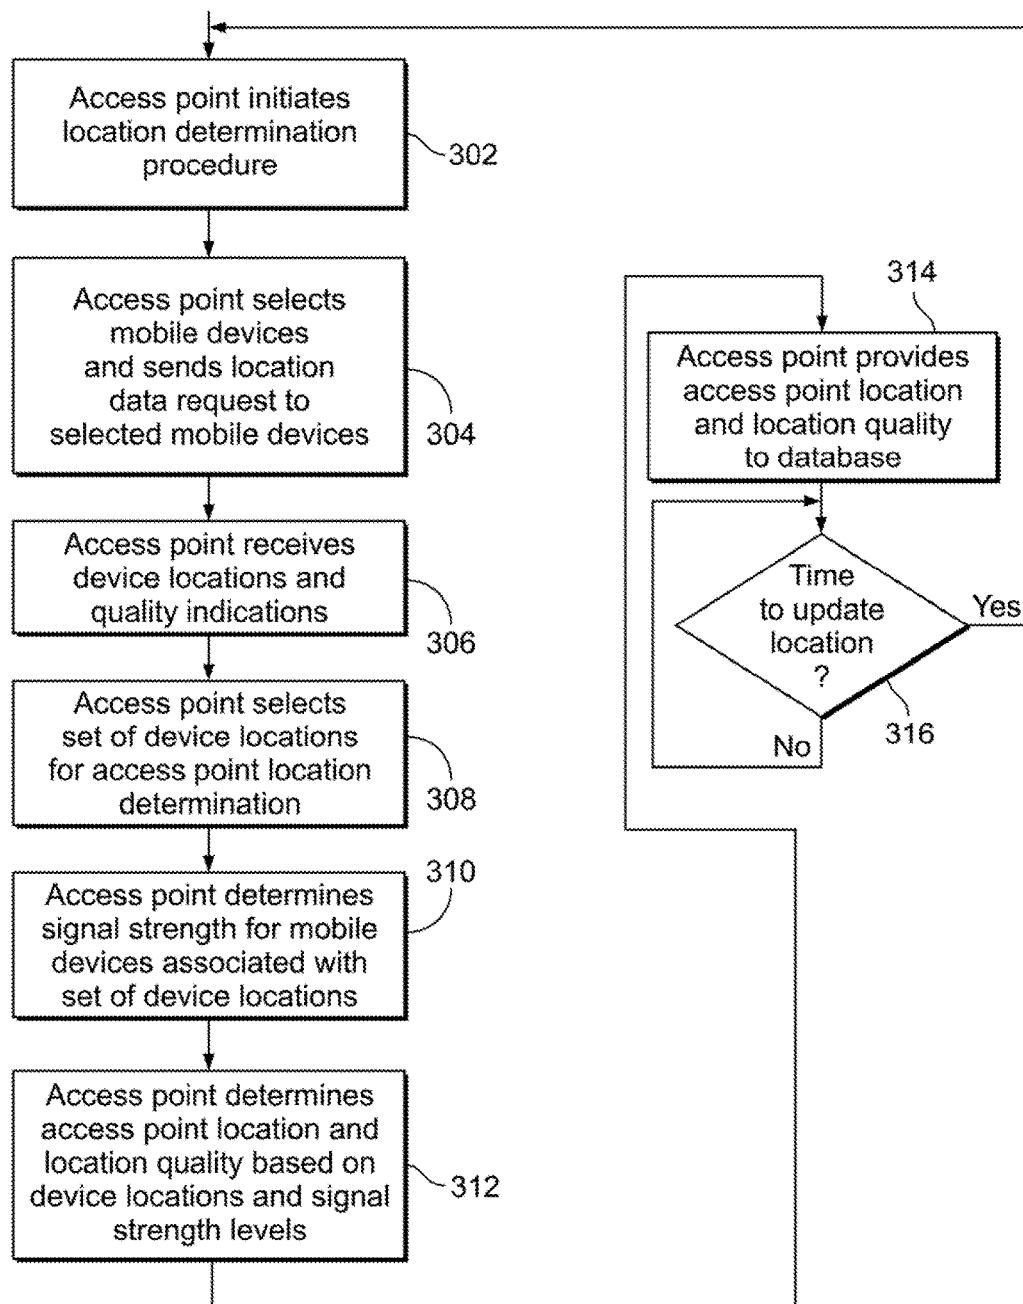 Access point initiates
location determination
procedure
302
Access point selects
mobile devices
and sends location
data request to
selected mobile devices
304
Access point receives
device locations and
quality indications
306
Access point selects
set of device locations
for access point location
determination
308
Access point determines
signal strength for mobile
devices associated with
set of device locations
310
Access point determines
access point location and
location quality based on
device locations and signal
strength levels
312
314
Access point provides
access point location
and location quality
to database
Time
to update
location
?
Yes
No
316